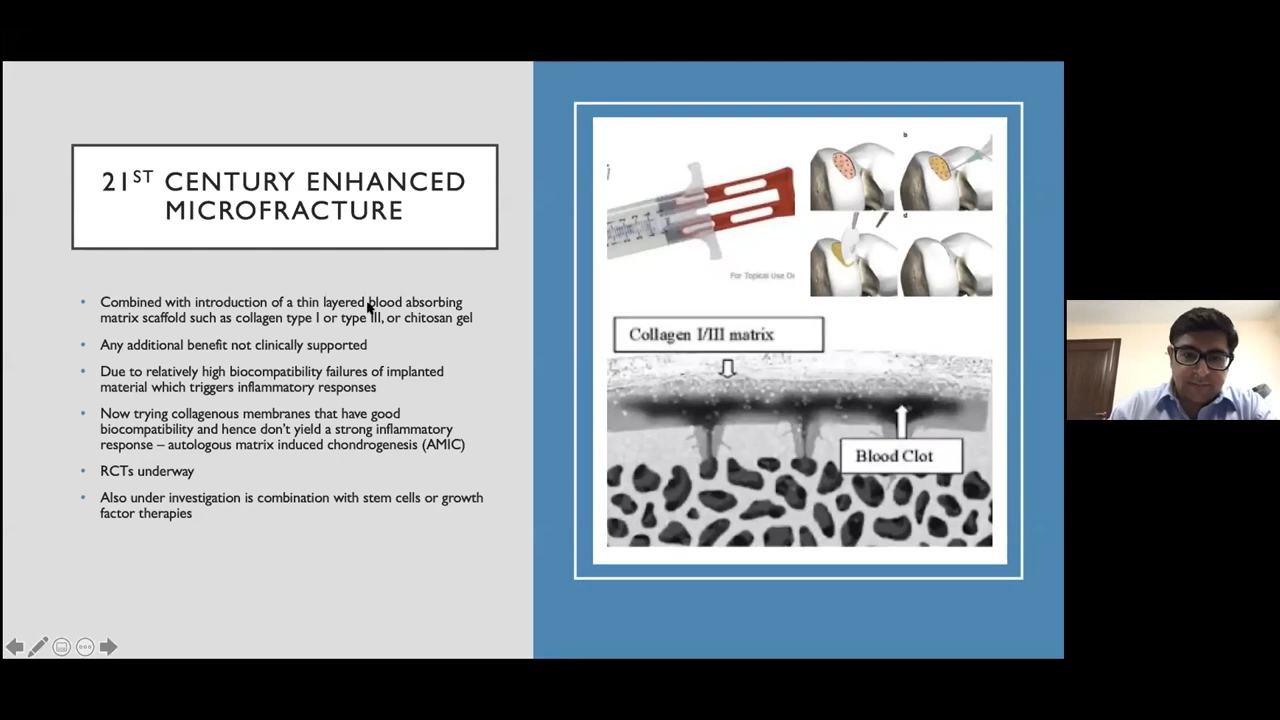 21ST CENTURY ENHANCED
MICROFRACTURE
• Combined with introduction of a thin layered blood absorbing
matrix scaffold such as collagen type I or type III, or chitosan gel
• Any additional benefit not clinically supported
• Due to relatively high biocompatibility failures of implanted
material which triggers inflammatory responses
• Now trying collagenous membranes that have good
biocompatibility and hence don't yield a strong inflammatory
response – autologous matrix induced chondrogenesis (AMIC)
• RCTs underway
• Also under investigation is combination with stem cells or growth
factor therapies
b
d
For Topical Use Or
Collagen I/III matrix
Blood Clot